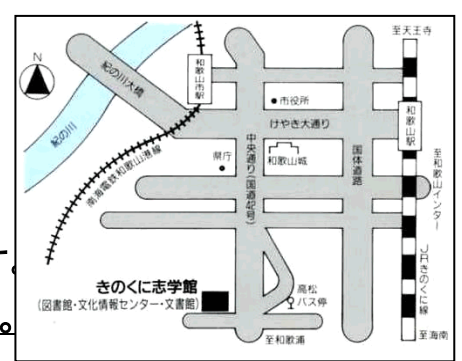 至天王寺
N
紀の川大橋
和歌山市駅
市役所
和歌山駅
けやき大通り
紀の川
南海電鉄和歌山港線
県庁
中央通り(国道42号)
和歌山城
国体道路
至和歌山インター
JRきのくに線
きのくに志学館
(図書館・文化情報センター・文書館)
高松
バス停
至和歌浦
至海南